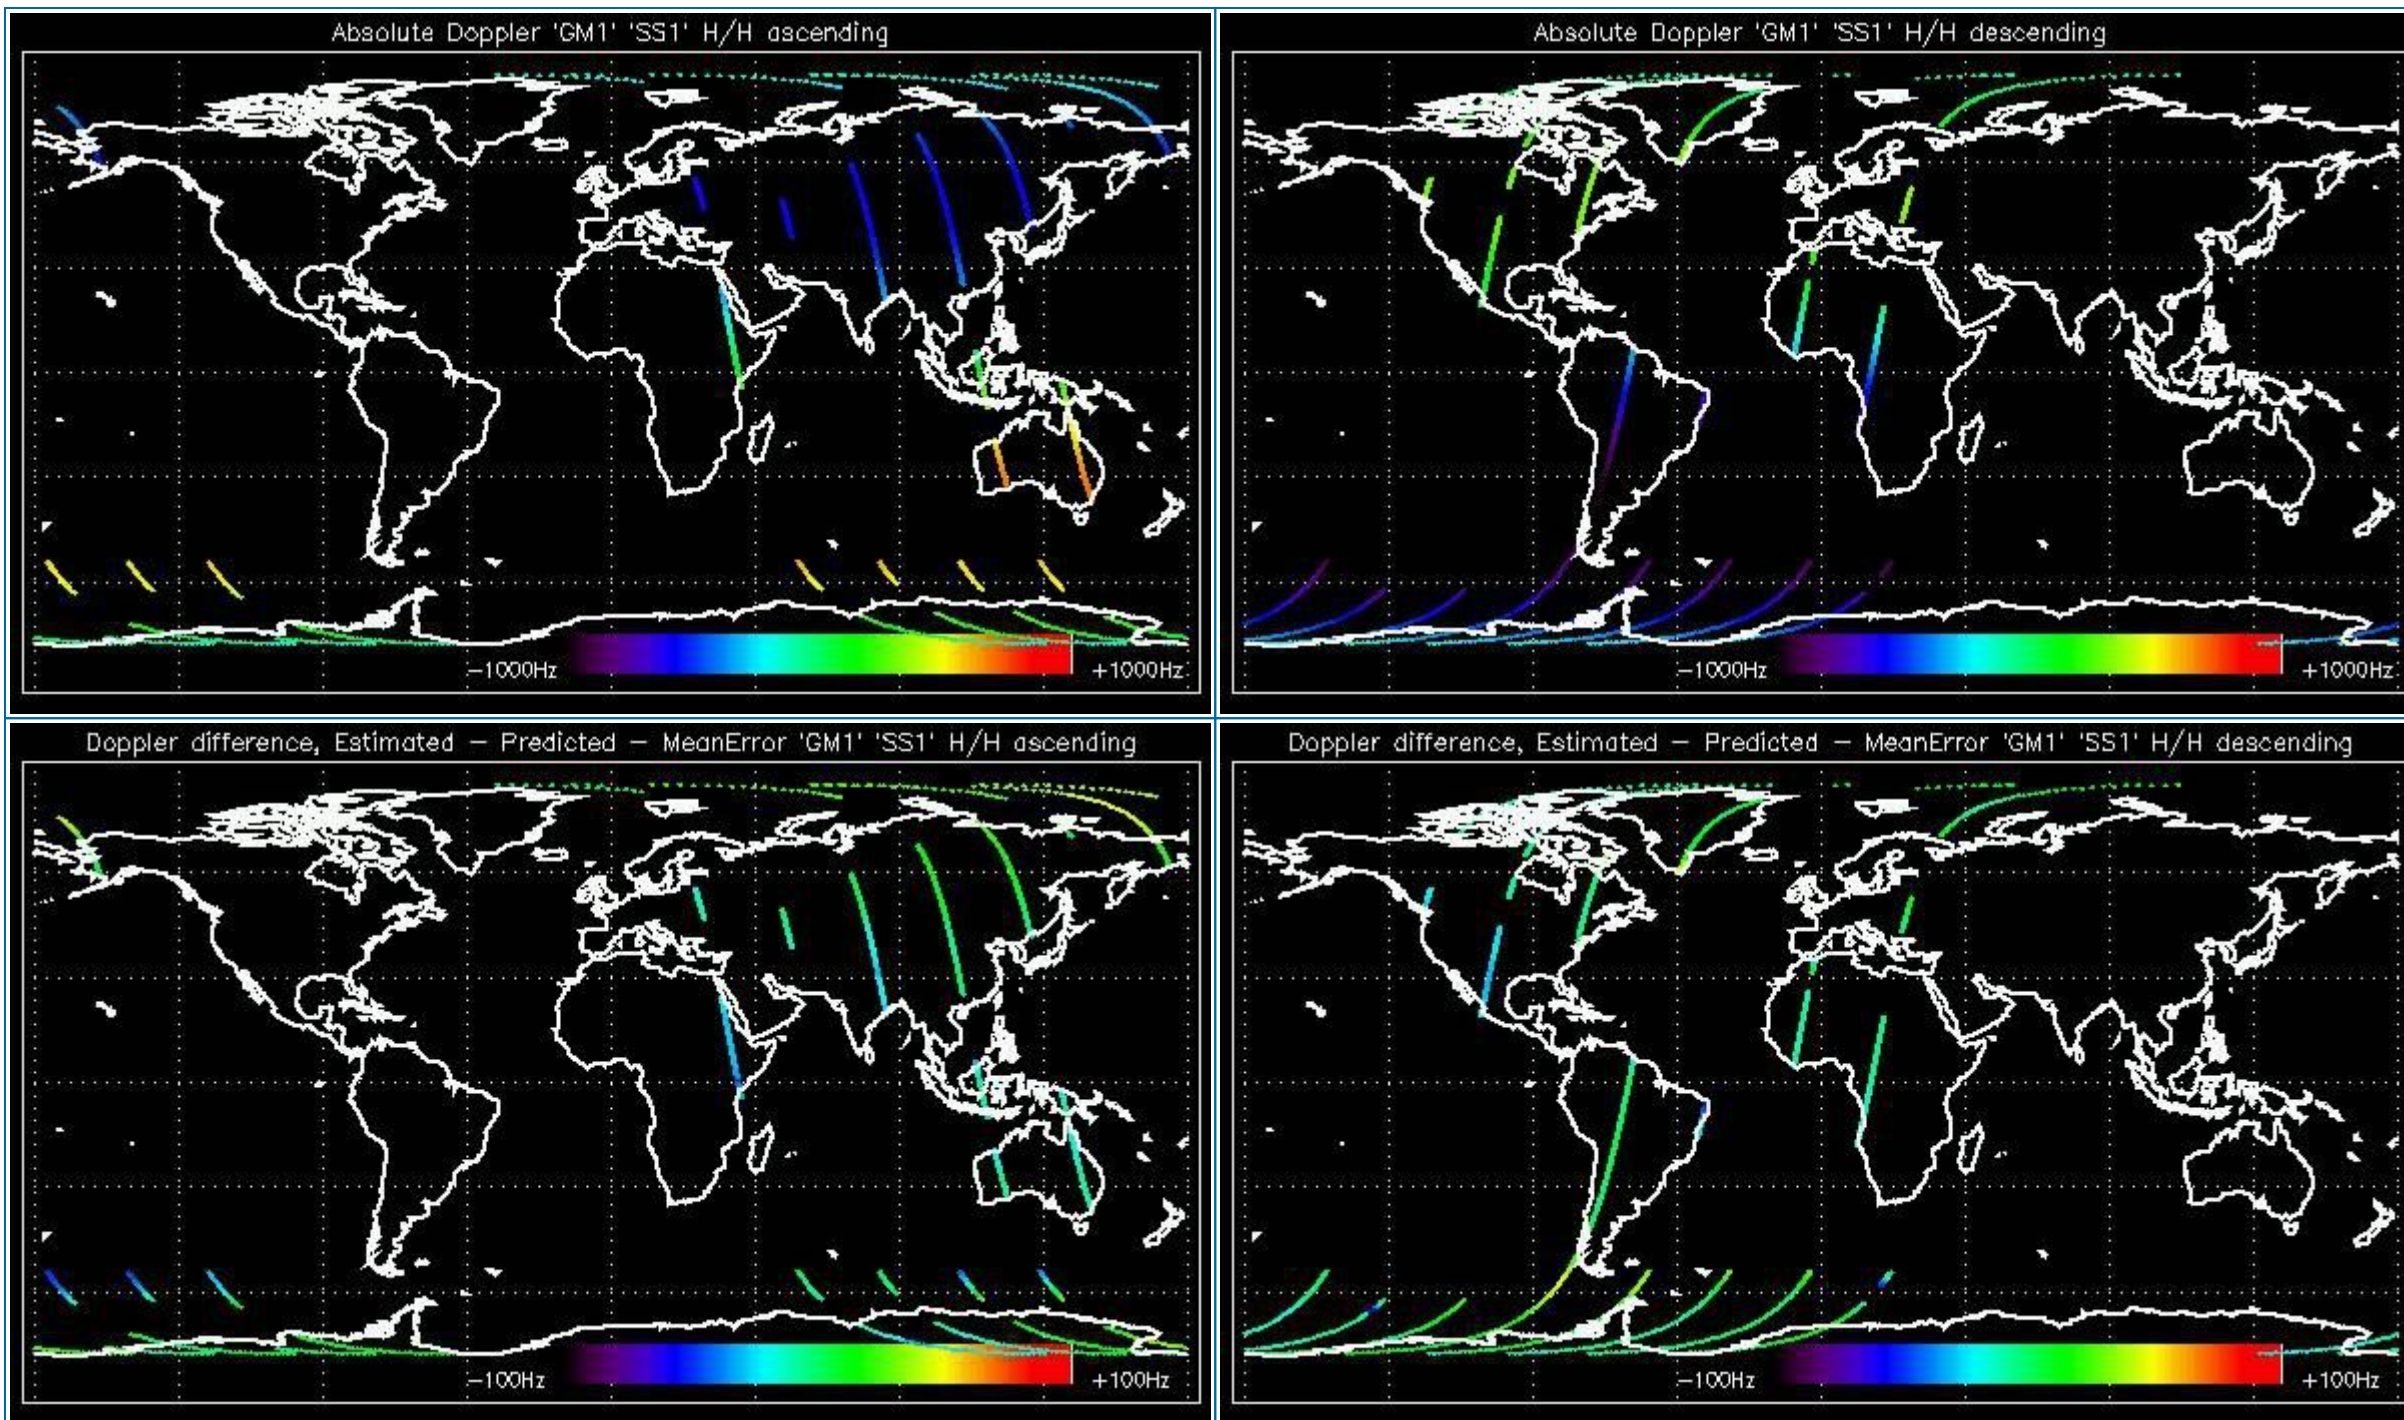 Absolute Doppler 'GM1' 'SS1' H/H ascending
-1000Hz
+1000Hz
Absolute Doppler 'GM1' 'SS1' H/H descending
-1000Hz
+1000Hz
Doppler difference, Estimated - Predicted - MeanError 'GM1' 'SS1' H/H ascending
-100Hz
+100Hz
Doppler difference, Estimated - Predicted - MeanError 'GM1' 'SS1' H/H descending
-100Hz
+100Hz